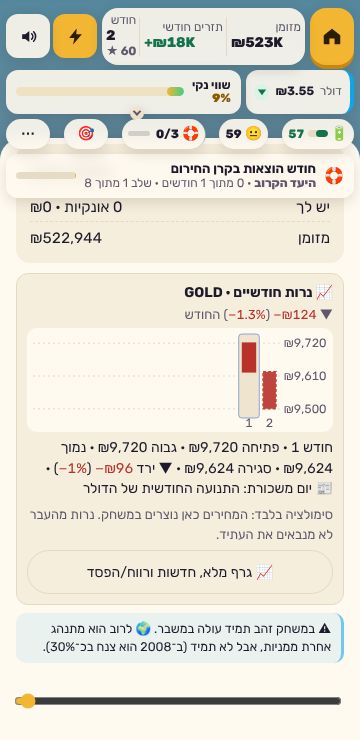 מזומן
₪523K
תזרים חודשי
+₪18K
חודש
2
60 ★
דולר ₪3.55 ▼
שווי נקי
9%
57
59
0/3
⋯
חודש הוצאות בקרן החירום
היעד הקרוב · 0 מתוך 1 חודשים · שלב 1 מתוך 8
יש לך
0 אונקיות · ₪0
מזומן
₪522,944
נרות חודשיים · GOLD
▼ ₪124− (1.3%−) החודש
₪9,720
₪9,610
₪9,500
1
2
חודש 1 · פתיחה ₪9,720 · גבוה ₪9,720 · נמוך
₪9,624 · סגירה ₪9,624 · ▼ ירד ₪96− (1%−) ·
יום משכורת: התנועה החודשית של הדולר
סימולציה בלבד: המחירים כאן נוצרים במשחק. נרות מהעבר
לא מנבאים את העתיד.
גרף מלא, חדשות ורווח/הפסד
⚠ במשחק זהב תמיד עולה במשבר. לרוב הוא מתנהג
אחרת ממניות, אבל לא תמיד (ב־2008 הוא צנח בכ־30%).